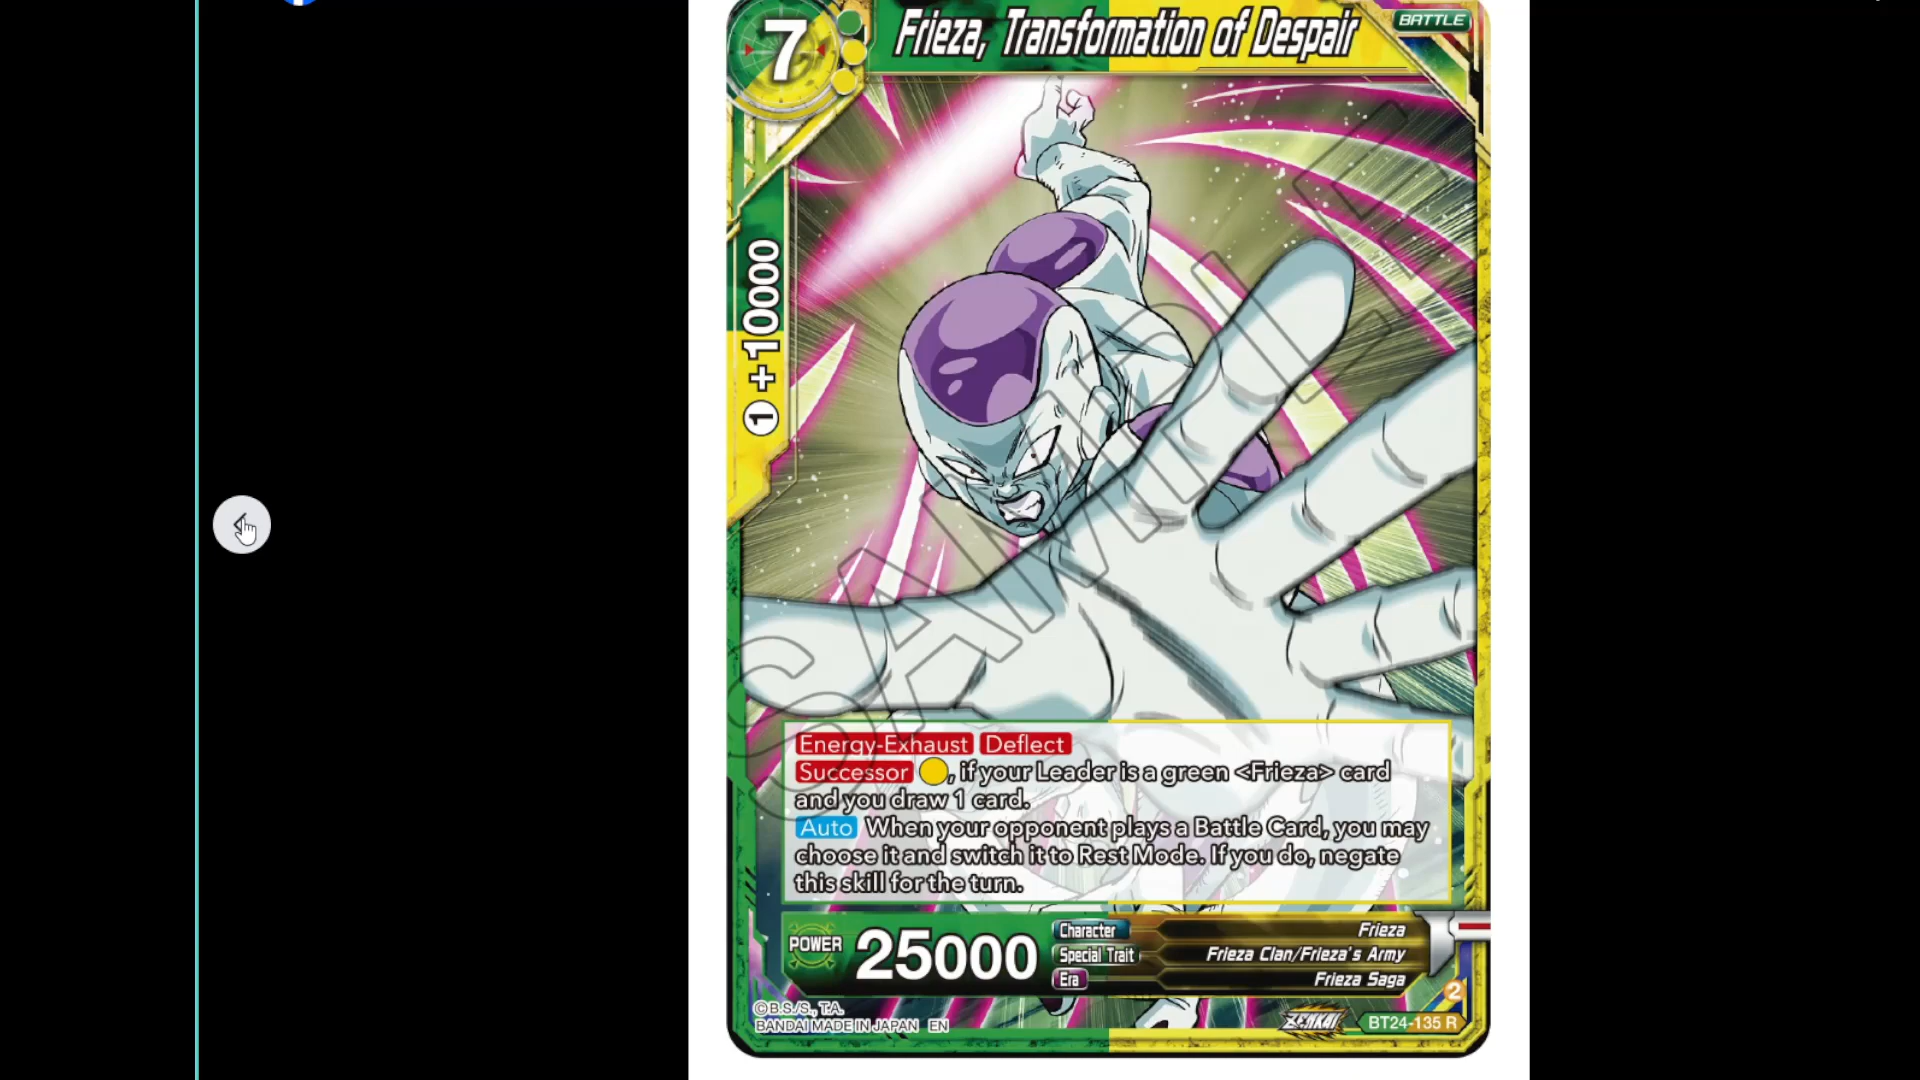 7
Frieza, Transformation of Despair
BATTLE
1 +10000
SAMPLE
Energy-Exhaust Deflect
Successor , if your Leader is a green <Frieza> card
and you draw 1 card.
Auto When your opponent plays a Battle Card, you may
choose it and switch it to Rest Mode. If you do, negate
this skill for the turn.
POWER 25000
Character Frieza
Special Trait Frieza Clan/Frieza's Army
Era Frieza Saga
2
©B.S./S., T.A.
BANDAI MADE IN JAPAN EN
ZENKAI BT24-135 R